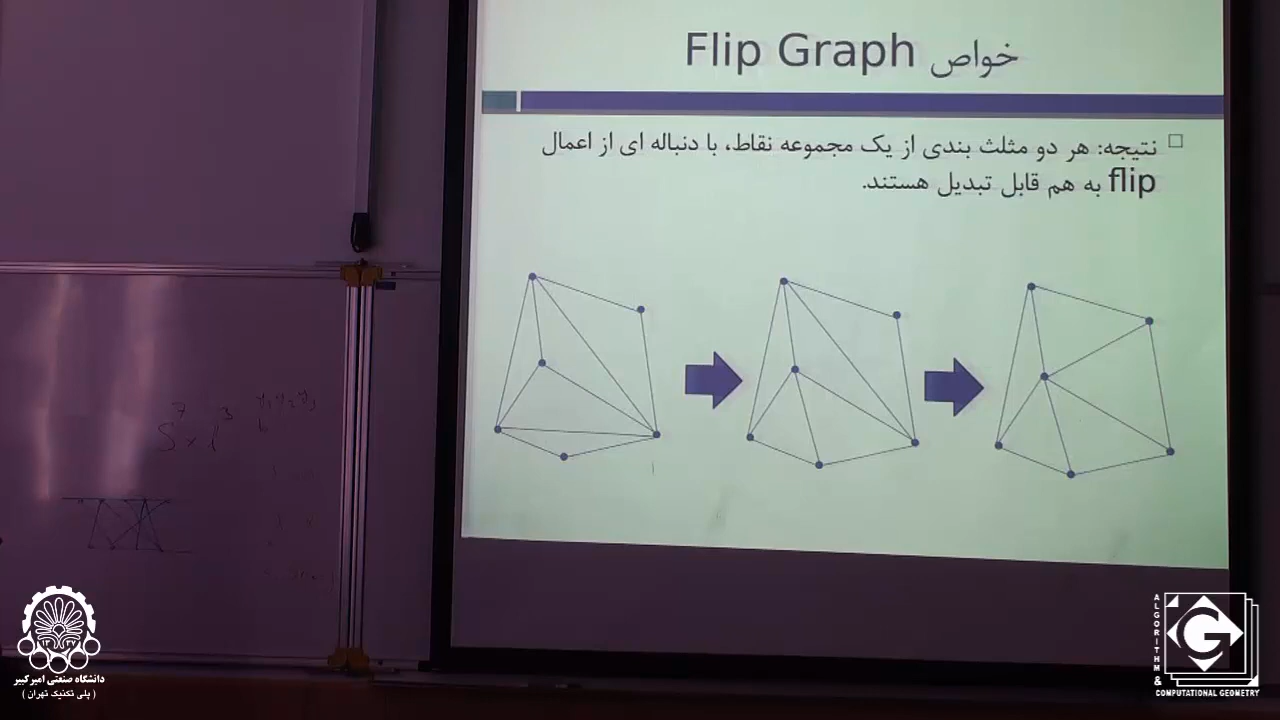 خواص Flip Graph
نتیجه: هر دو مثلث بندی از یک مجموعه نقاط، با دنباله ای از اعمال
flip به هم قابل تبدیل هستند.
دانشگاه صنعتی امیرکبیر
( پلی تکنیک تهران )
ALGORITHM &
G
COMPUTATIONAL GEOMETRY